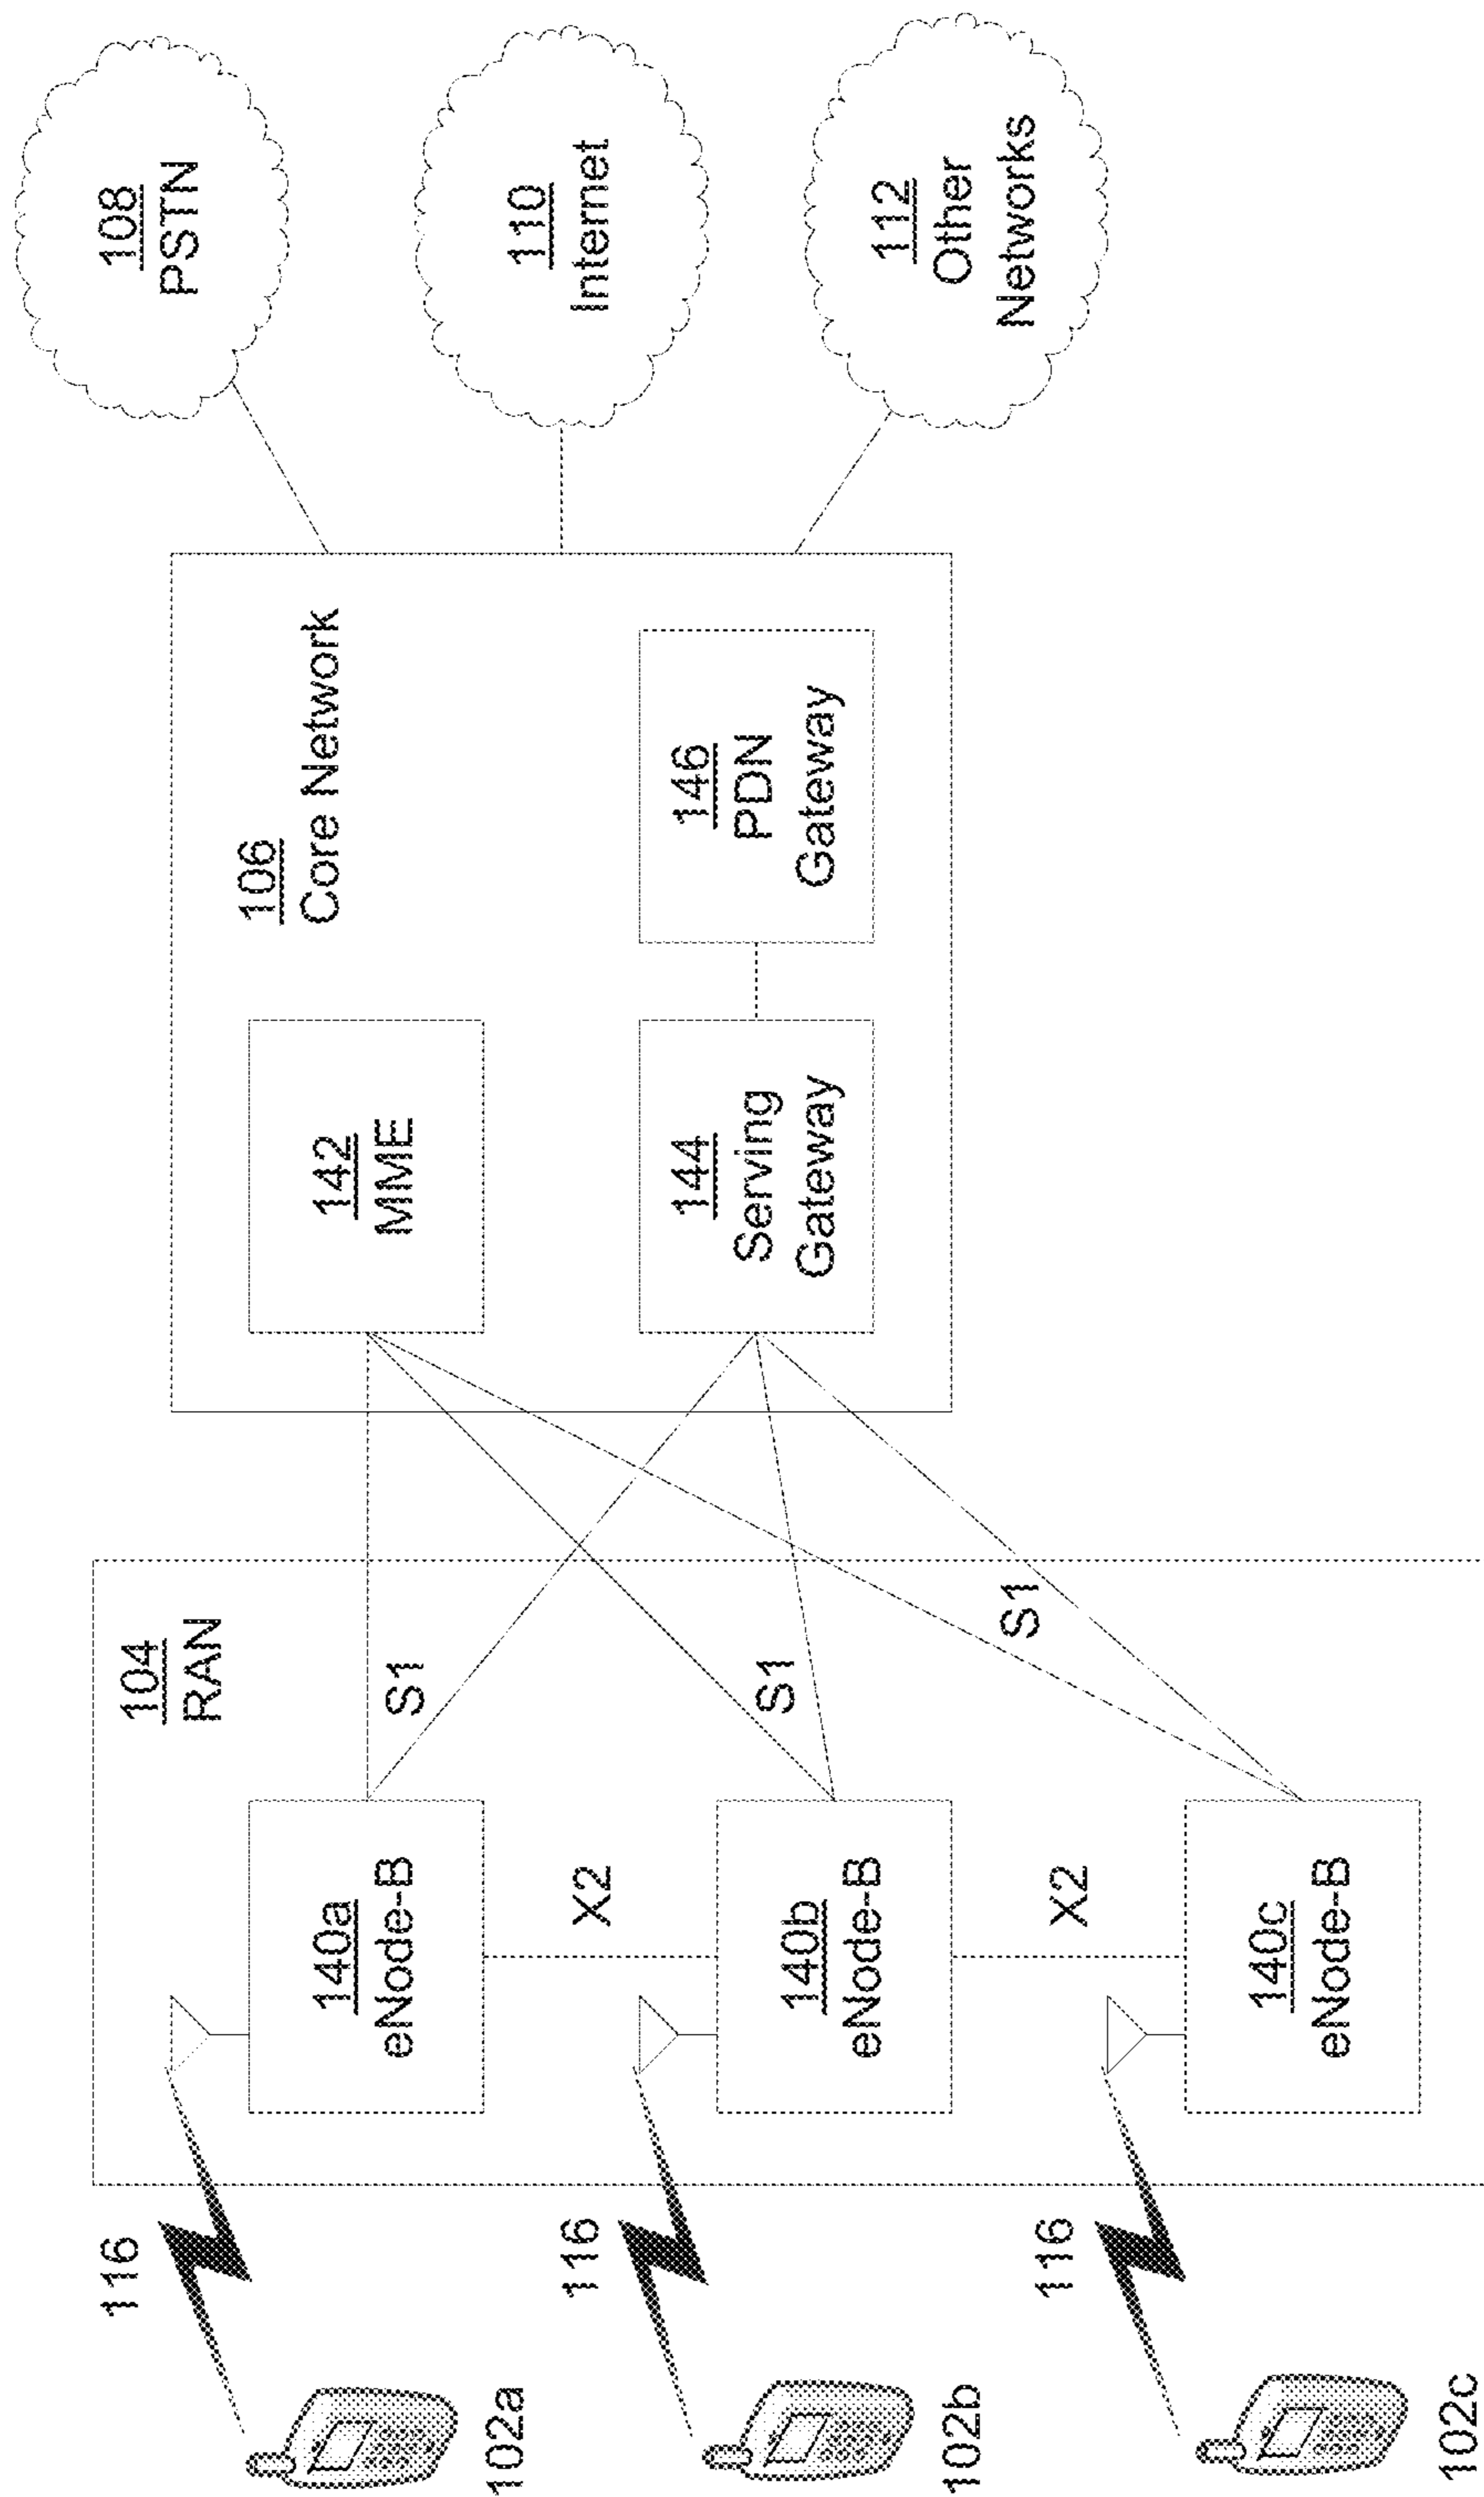 102a
102b
102c
116
116
116
104
RAN
140a
eNode-B
X2
140b
eNode-B
X2
140c
eNode-B
S1
S1
S1
106
Core Network
142
MME
144
Serving
Gateway
146
PDN
Gateway
108
PSTN
110
Internet
112
Other
Networks